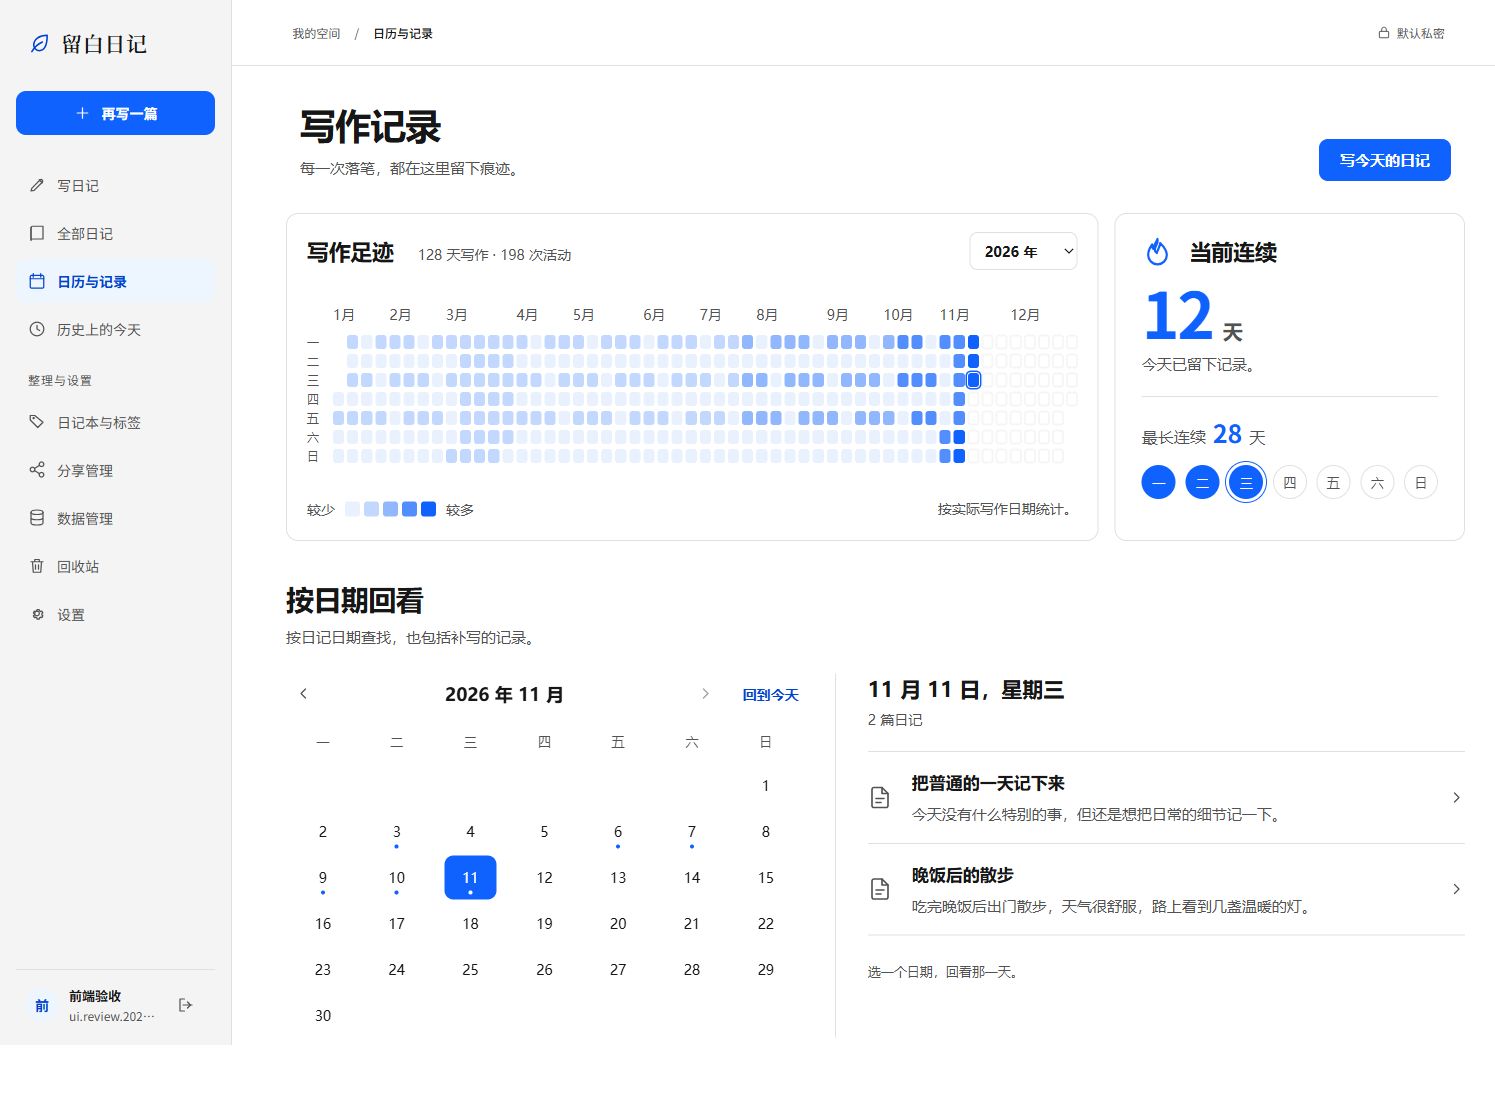 留白日记
我的空间 / 日历与记录
默认私密
再写一篇
写日记
全部日记
日历与记录
历史上的今天
整理与设置
日记本与标签
分享管理
数据管理
回收站
设置
前
前端验收
ui.review.202…
写作记录
每一次落笔，都在这里留下痕迹。
写今天的日记
写作足迹 128 天写作 · 198 次活动
2026 年
1月 2月 3月 4月 5月 6月 7月 8月 9月 10月 11月 12月
一
二
三
四
五
六
日
较少 较多
按实际写作日期统计。
当前连续
12 天
今天已留下记录。
最长连续 28 天
一 二 三 四 五 六 日
按日期回看
按日记日期查找，也包括补写的记录。
2026 年 11 月
回到今天
一 二 三 四 五 六 日
1
2 3 4 5 6 7 8
9 10 11 12 13 14 15
16 17 18 19 20 21 22
23 24 25 26 27 28 29
30
11 月 11 日，星期三
2 篇日记
把普通的一天记下来
今天没有什么特别的事，但还是想把日常的细节记一下。
晚饭后的散步
吃完晚饭后出门散步，天气很舒服，路上看到几盏温暖的灯。
选一个日期，回看那一天。